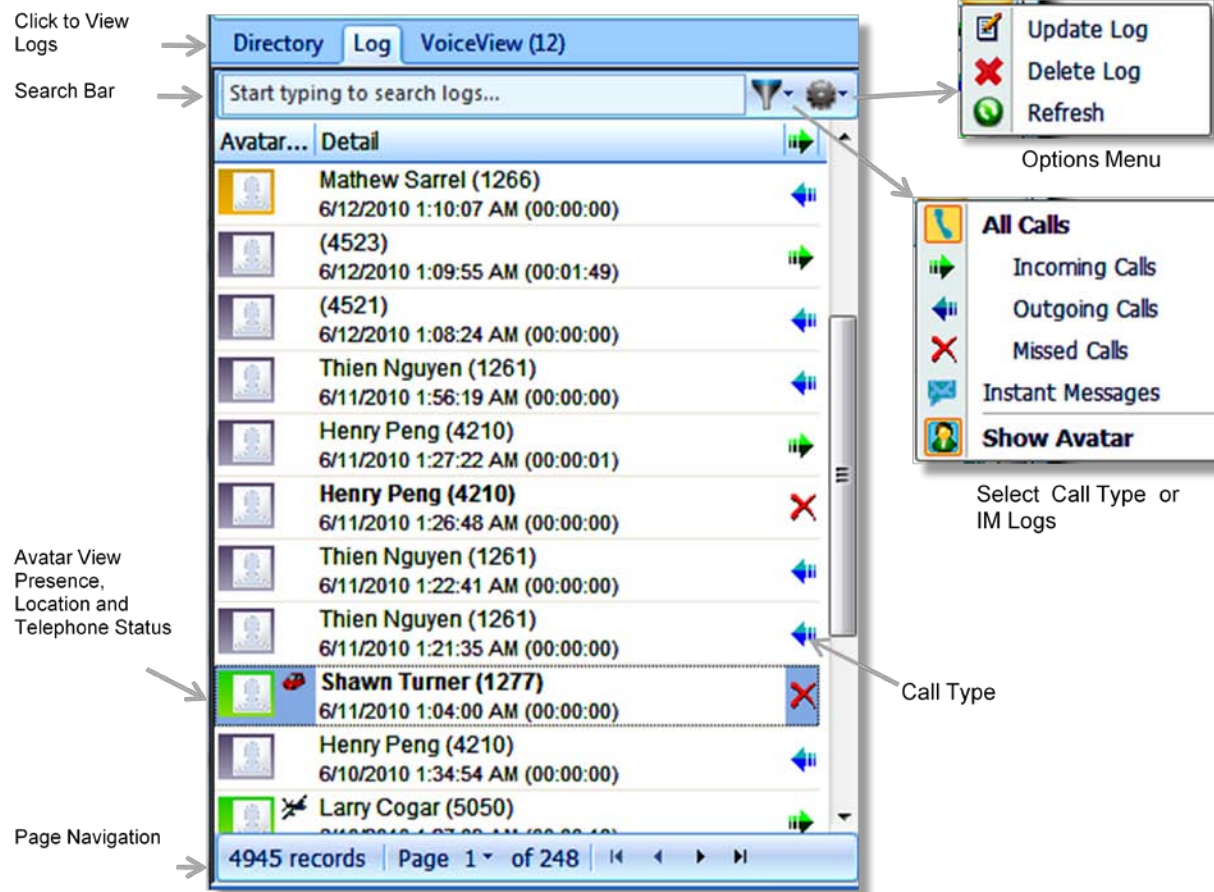 Click to View
Logs
Search Bar
Avatar View
Presence,
Location and
Telephone Status
Page Navigation
Directory Log VoiceView (12)
Start typing to search logs...
Avatar... Detail
Mathew Sarrel (1266)
6/12/2010 1:10:07 AM (00:00:00)
(4523)
6/12/2010 1:09:55 AM (00:01:49)
(4521)
6/12/2010 1:08:24 AM (00:00:00)
Thien Nguyen (1261)
6/11/2010 1:56:19 AM (00:00:00)
Henry Peng (4210)
6/11/2010 1:27:22 AM (00:00:01)
Henry Peng (4210)
6/11/2010 1:26:48 AM (00:00:00)
Thien Nguyen (1261)
6/11/2010 1:22:41 AM (00:00:00)
Thien Nguyen (1261)
6/11/2010 1:21:35 AM (00:00:00)
Shawn Turner (1277)
6/11/2010 1:04:00 AM (00:00:00)
Henry Peng (4210)
6/10/2010 1:34:54 AM (00:00:00)
Larry Cogar (5050)
4945 records Page 1 of 248
Update Log
Delete Log
Refresh
Options Menu
All Calls
Incoming Calls
Outgoing Calls
Missed Calls
Instant Messages
Show Avatar
Select Call Type or
IM Logs
Call Type